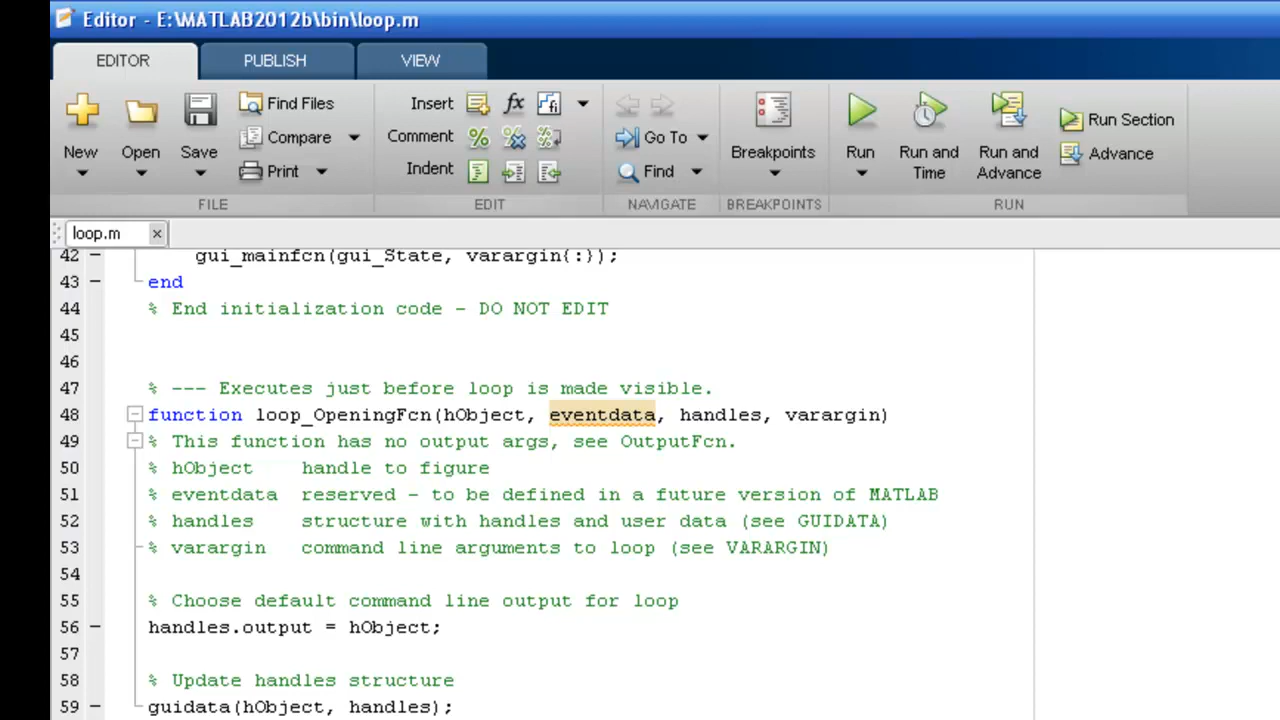 Editor - E:\MATLAB2012b\bin\loop.m
EDITOR PUBLISH VIEW
New Open Save Find Files Compare Print
Insert fx fi
Comment % % %
Indent
Go To Find
Breakpoints
Run Run and Time Run and Advance Run Section Advance
FILE EDIT NAVIGATE BREAKPOINTS RUN
loop.m ×
42 – gui_mainfcn(gui_State, varargin{:});
43 – end
44 % End initialization code - DO NOT EDIT
45
46
47 % --- Executes just before loop is made visible.
48 function loop_OpeningFcn(hObject, eventdata, handles, varargin)
49 % This function has no output args, see OutputFcn.
50 % hObject    handle to figure
51 % eventdata  reserved - to be defined in a future version of MATLAB
52 % handles    structure with handles and user data (see GUIDATA)
53 % varargin   command line arguments to loop (see VARARGIN)
54
55 % Choose default command line output for loop
56 – handles.output = hObject;
57
58 % Update handles structure
59 – guidata(hObject, handles);